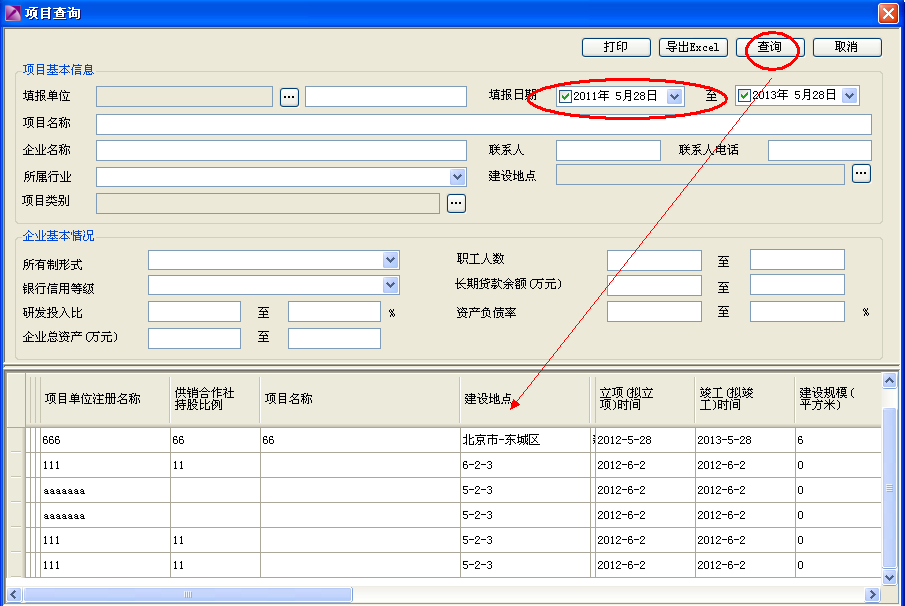 项目查询
打印 导出Excel 查询 取消
项目基本信息
填报单位 ... 填报日期 2011年 5月28日 至 2013年 5月28日
项目名称
企业名称 联系人 联系人电话
所属行业 建设地点 ...
项目类别 ...
企业基本情况
所有制形式 职工人数 至
银行信用等级 长期贷款余额(万元) 至
研发投入比 至 % 资产负债率 至 %
企业总资产(万元) 至
项目单位注册名称 供销合作社 项目名称 建设地点 立项(拟立 竣工(拟竣 建设规模(
持股比例 项)时间 工)时间 平方米)
666 66 66 北京市-东城区 2012-5-28 2013-5-28 6
111 11 6-2-3 2012-6-2 2012-6-2 0
aaaaaaa 5-2-3 2012-6-2 2012-6-2 0
aaaaaaa 5-2-3 2012-6-2 2012-6-2 0
111 11 5-2-3 2012-6-2 2012-6-2 0
111 11 5-2-3 2012-6-2 2012-6-2 0